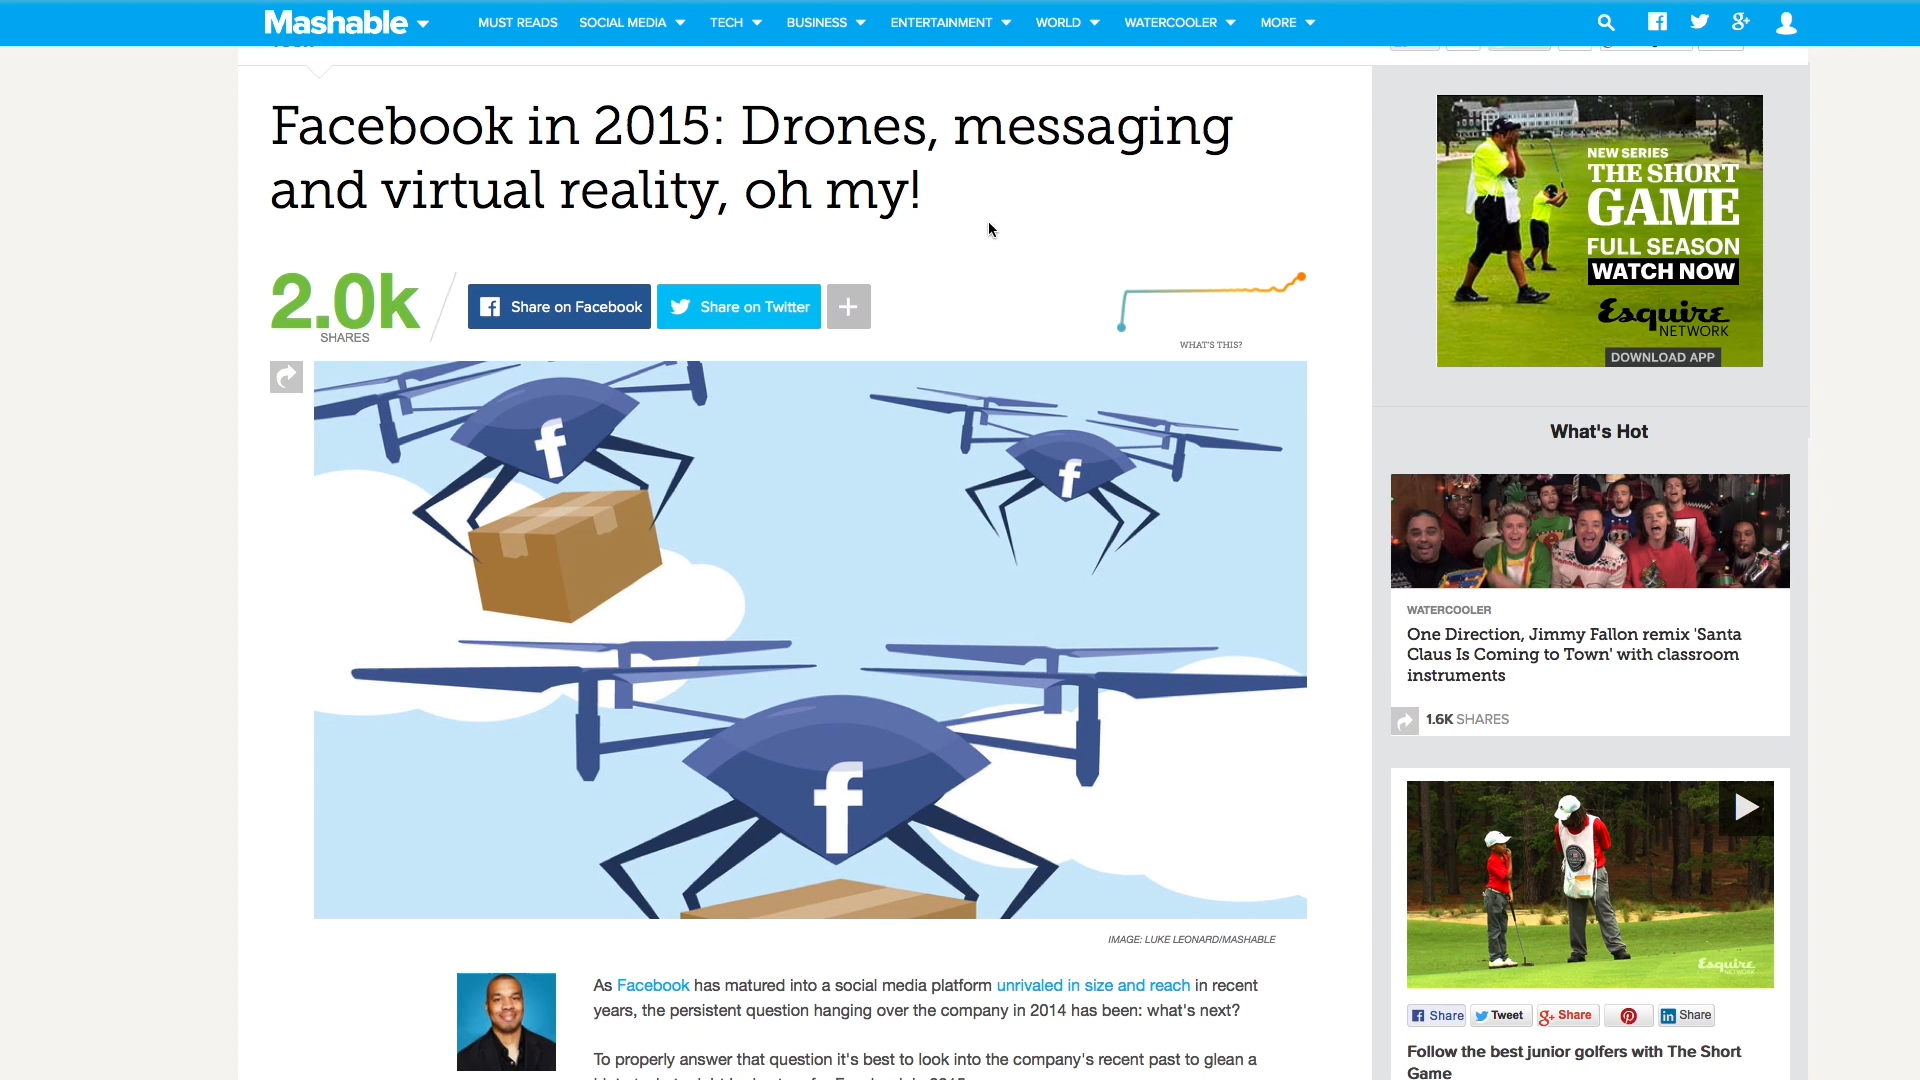 Mashable
MUST READS
SOCIAL MEDIA
TECH
BUSINESS
ENTERTAINMENT
WORLD
WATERCOOLER
MORE
Facebook in 2015: Drones, messaging
and virtual reality, oh my!
2.0k
SHARES
Share on Facebook
Share on Twitter
WHAT'S THIS?
IMAGE: LUKE LEONARD/MASHABLE
As Facebook has matured into a social media platform unrivaled in size and reach in recent
years, the persistent question hanging over the company in 2014 has been: what's next?
To properly answer that question it's best to look into the company's recent past to glean a
NEW SERIES
THE SHORT
GAME
FULL SEASON
WATCH NOW
Esquire
NETWORK
DOWNLOAD APP
What's Hot
WATERCOOLER
One Direction, Jimmy Fallon remix 'Santa
Claus Is Coming to Town' with classroom
instruments
1.6K SHARES
Esquire
NETWORK
Share
Tweet
Share
Share
Follow the best junior golfers with The Short
Game